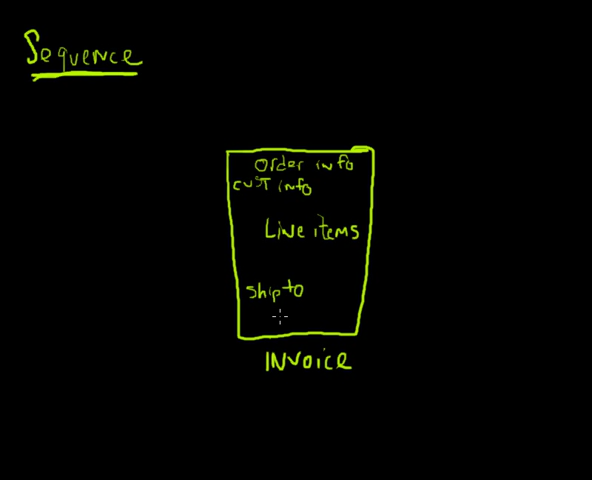 Sequence
Order info
cust info
Line items
Ship to
INVOICE